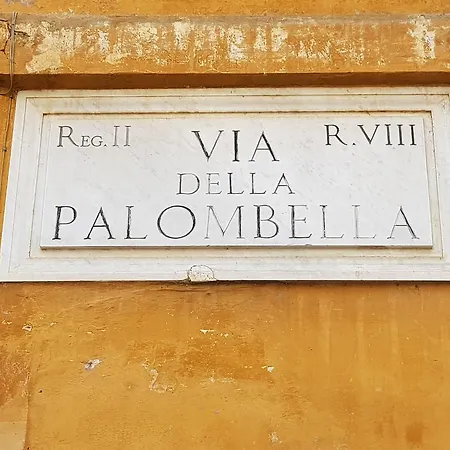 Reg. II VIA R. VIII
DELLA
PALOMBELLA